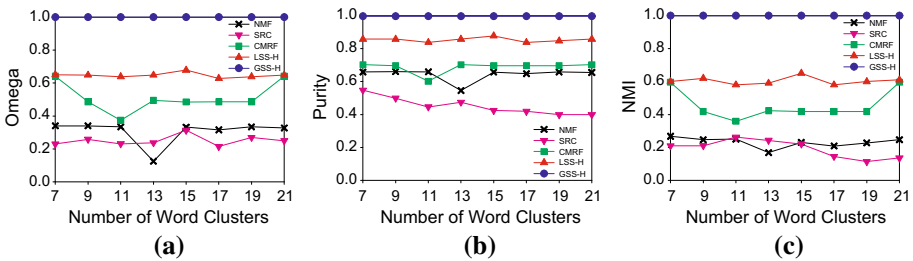 1.0
0.8
0.6
0.4
0.2
0.0
Omega
NMF
SRC
CMRF
LSS-H
GSS-H
7 9 11 13 15 17 19 21
Number of Word Clusters
(a)
1.0
0.8
0.6
0.4
0.2
0.0
Purity
NMF
SRC
CMRF
LSS-H
GSS-H
7 9 11 13 15 17 19 21
Number of Word Clusters
(b)
1.0
0.8
0.6
0.4
0.2
0.0
NMI
NMF
SRC
CMRF
LSS-H
GSS-H
7 9 11 13 15 17 19 21
Number of Word Clusters
(c)